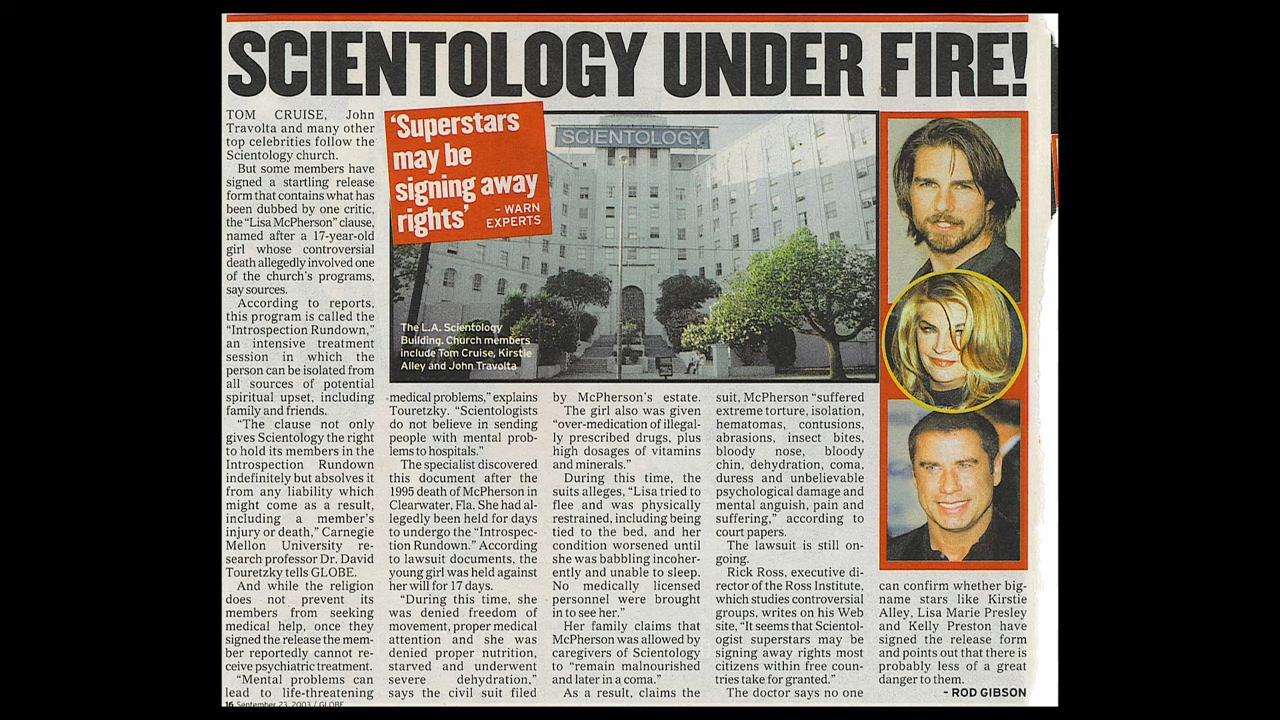 SCIENTOLOGY UNDER FIRE!
TOM CRUISE, John
Travolta and many other
top celebrities follow the
Scientology church.
But some members have
signed a startling release
form that contains what has
been dubbed by one critic,
the “Lisa McPherson” clause,
named after a 17-year-old
girl whose controversial
death allegedly involved one
of the church's programs,
say sources.
According to reports,
this program is called the
“Introspection Rundown,”
an intensive treatment
session in which the
person can be isolated from
all sources of potential
spiritual upset, including
family and friends.
“The clause not only
gives Scientology the right
to hold its members in the
Introspection Rundown
indefinitely but absolves it
from any liability which
might come as a result,
including a member's
injury or death,” Carnegie
Mellon University re-
search professor Dr. David
Touretzky tells GLOBE.
And while the religion
does not prevent its
members from seeking
medical help, once they
signed the release the mem-
ber reportedly cannot re-
ceive psychiatric treatment.
“Mental problems can
lead to life-threatening
‘Superstars
may be
signing away
rights’
- WARN
EXPERTS
SCIENTOLOGY
The L.A. Scientology
Building. Church members
include Tom Cruise, Kirstie
Alley and John Travolta
medical problems,” explains
Touretzky. “Scientologists
do not believe in sending
people with mental prob-
lems to hospitals.”
The specialist discovered
this document after the
1995 death of McPherson in
Clearwater, Fla. She had al-
legedly been held for days
to undergo the “Introspec-
tion Rundown.” According
to lawsuit documents, the
young girl was held against
her will for 17 days.
“During this time, she
was denied freedom of
movement, proper medical
attention and she was
denied proper nutrition,
starved and underwent
severe dehydration,”
says the civil suit filed
by McPherson's estate.
The girl also was given
“over-medication of illegal-
ly prescribed drugs, plus
high dosages of vitamins
and minerals.”
During this time, the
suits alleges, “Lisa tried to
flee and was physically
restrained, including being
tied to the bed, and her
condition worsened until
she was babbling incoher-
ently and unable to sleep.
No medically licensed
personnel were brought
in to see her.”
Her family claims that
McPherson was allowed by
caregivers of Scientology
to “remain malnourished
and later in a coma.”
As a result, claims the
suit, McPherson “suffered
extreme torture, isolation,
hematomas, contusions,
abrasions, insect bites,
bloody nose, bloody
chin, dehydration, coma,
duress and unbelievable
psychological damage and
mental anguish, pain and
suffering,” according to
court papers.
The lawsuit is still on-
going.
Rick Ross, executive di-
rector of the Ross Institute,
which studies controversial
groups, writes on his Web
site, “It seems that Scientol-
ogist superstars may be
signing away rights most
citizens within free coun-
tries take for granted.”
The doctor says no one
can confirm whether big-
name stars like Kirstie
Alley, Lisa Marie Presley
and Kelly Preston have
signed the release form
and points out that there is
probably less of a great
danger to them.
- ROD GIBSON
16 September 23, 2003 / GLOBE